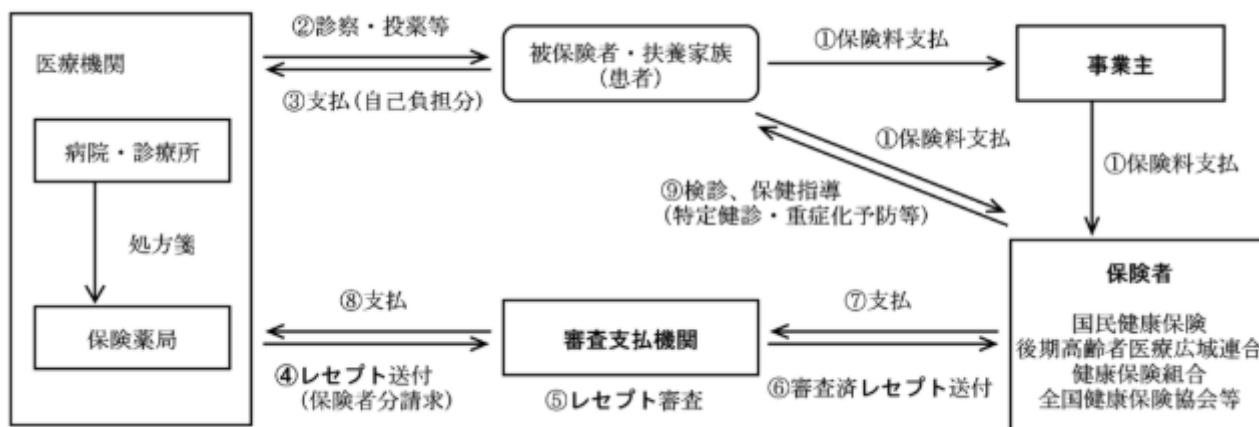 医療機関
病院・診療所
処方箋
保険薬局
②診察・投薬等
③支払(自己負担分)
被保険者・扶養家族
(患者)
①保険料支払
事業主
①保険料支払
①保険料支払
⑨検診、保健指導
(特定健診・重症化予防等)
⑧支払
④レセプト送付
(保険者分請求)
審査支払機関
⑤レセプト審査
⑦支払
⑥審査済レセプト送付
保険者
国民健康保険
後期高齢者医療広域連合
健康保険組合
全国健康保険協会等